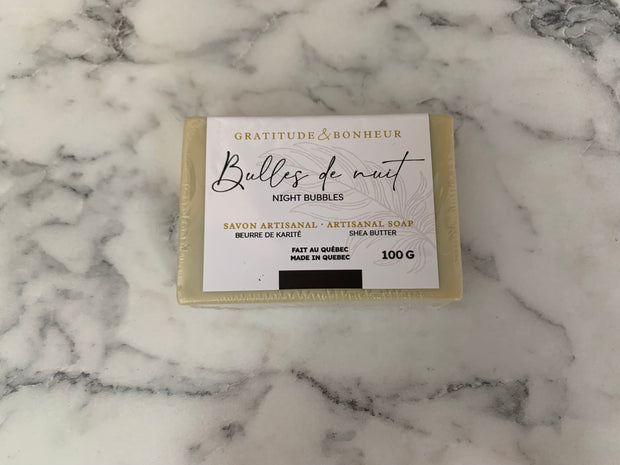 GRATITUDE & BONHEUR
Bulles de nuit
NIGHT BUBBLES
SAVON ARTISANAL · ARTISANAL SOAP
BEURRE DE KARITÉ SHEA BUTTER
FAIT AU QUÉBEC
MADE IN QUEBEC 100 G